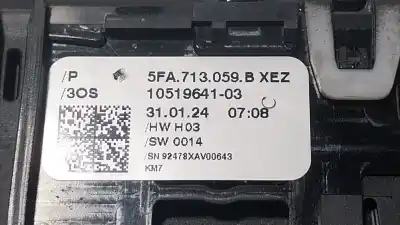 /P 5FA.713.059.B XEZ
/3OS 10519641-03
31.01.24 07:08
/HW H03
/SW 0014
/SN 92478XAV00643
KM7